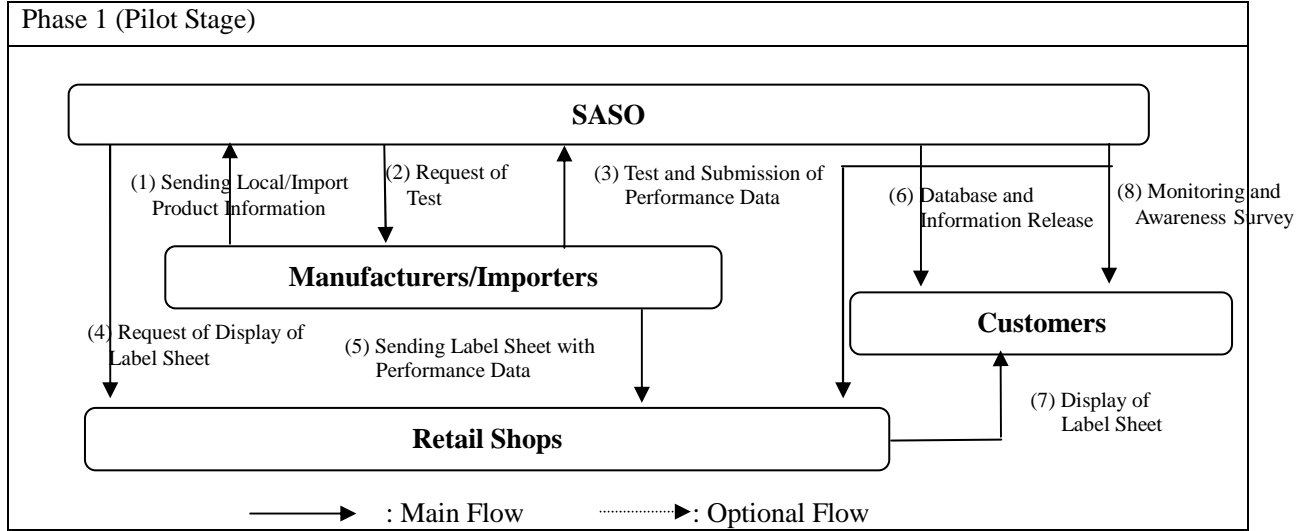 Phase 1 (Pilot Stage)
SASO
(1) Sending Local/Import
Product Information
(2) Request of
Test
(3) Test and Submission of
Performance Data
(6) Database and
Information Release
(8) Monitoring and
Awareness Survey
Manufacturers/Importers
Customers
(4) Request of Display of
Label Sheet
(5) Sending Label Sheet with
Performance Data
(7) Display of
Label Sheet
Retail Shops
: Main Flow
: Optional Flow